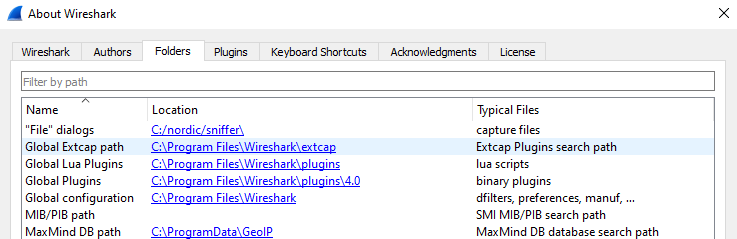 About Wireshark
Wireshark Authors Folders Plugins Keyboard Shortcuts Acknowledgments License
Filter by path
Name Location Typical Files
"File" dialogs C:/nordic/sniffer\ capture files
Global Extcap path C:\Program Files\Wireshark\extcap Extcap Plugins search path
Global Lua Plugins C:\Program Files\Wireshark\plugins lua scripts
Global Plugins C:\Program Files\Wireshark\plugins\4.0 binary plugins
Global configuration C:\Program Files\Wireshark dfilters, preferences, manuf, ...
MIB/PIB path SMI MIB/PIB search path
MaxMind DB path C:\ProgramData\GeoIP MaxMind DB database search path